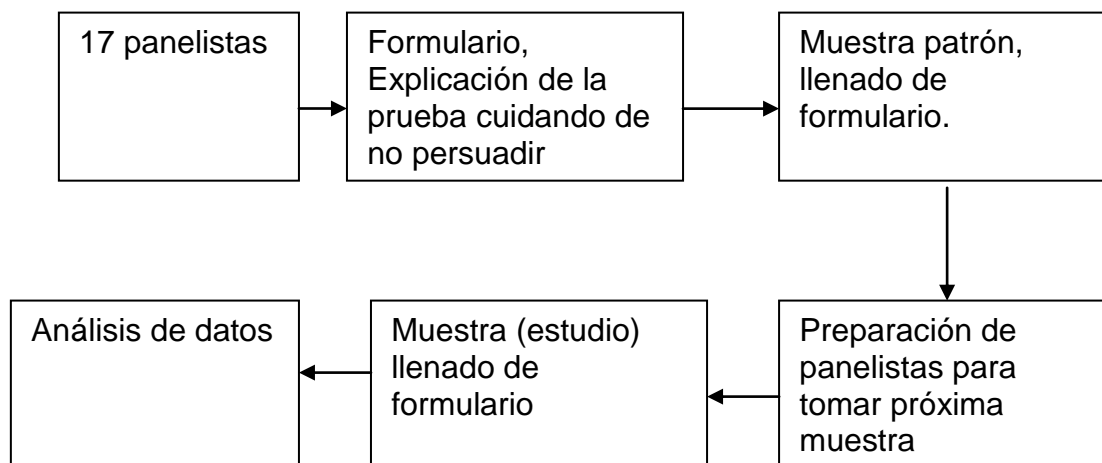 17 panelistas
Formulario,
Explicación de la
prueba cuidando de
no persuadir
Muestra patrón,
llenado de
formulario.
Preparación de
panelistas para
tomar próxima
muestra
Muestra (estudio)
llenado de
formulario
Análisis de datos